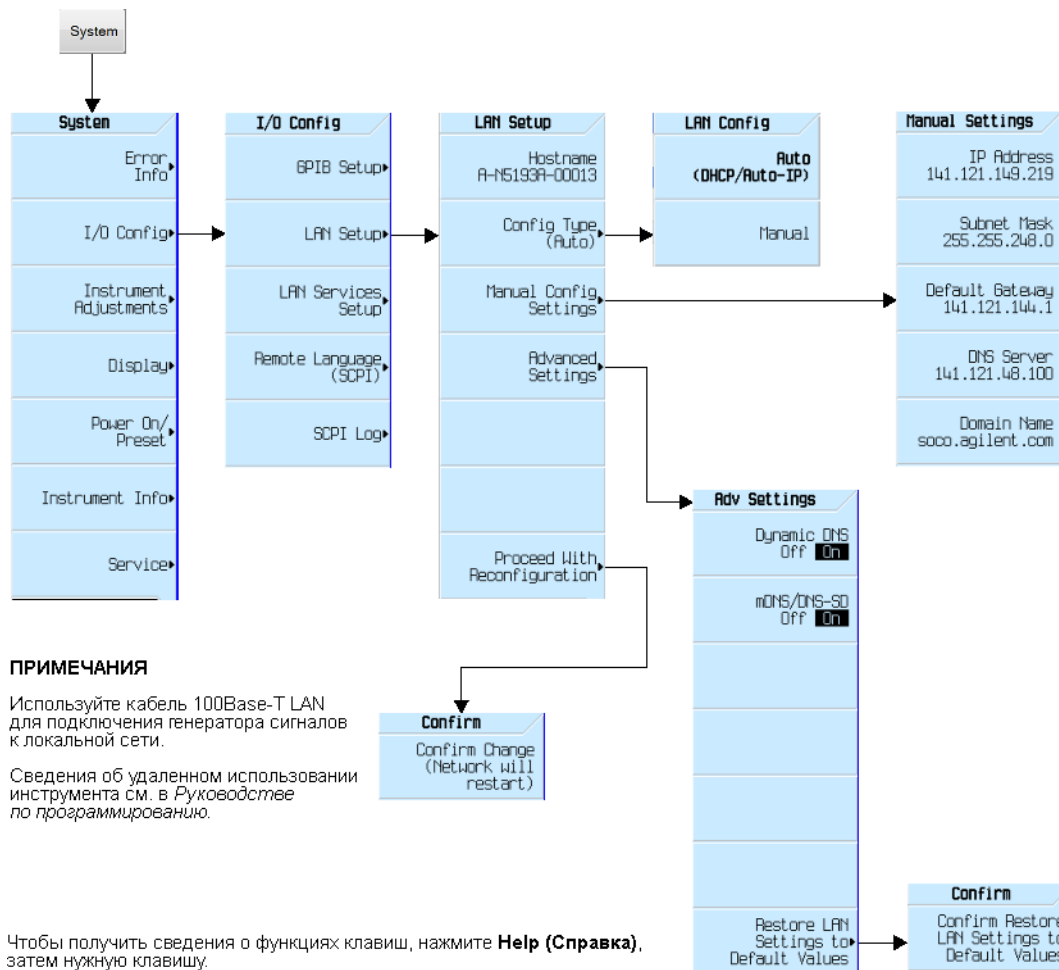 System
System
Error
Info
I/O Config
Instrument
Adjustments
Display
Power On/
Preset
Instrument Info
Service
I/O Config
GPIB Setup
LAN Setup
LAN Services
Setup
Remote Language
(SCPI)
SCPI Log
LAN Setup
Hostname
A-N5193A-00013
Config Type
(Auto)
Manual Config
Settings
Advanced
Settings
Proceed With
Reconfiguration
LAN Config
Auto
(DHCP/Auto-IP)
Manual
Manual Settings
IP Address
141.121.149.219
Subnet Mask
255.255.248.0
Default Gateway
141.121.144.1
DNS Server
141.121.48.100
Domain Name
soco.agilent.com
Adv Settings
Dynamic DNS
Off On
mDNS/DNS-SD
Off On
Restore LAN
Settings to
Default Values
Confirm
Confirm Restore
LAN Settings to
Default Values
Confirm
Confirm Change
(Network will
restart)
ПРИМЕЧАНИЯ
Используйте кабель 100Base-T LAN
для подключения генератора сигналов
к локальной сети.
Сведения об удаленном использовании
инструмента см. в Руководстве
по программированию.
Чтобы получить сведения о функциях клавиш, нажмите Help (Справка),
затем нужную клавишу.